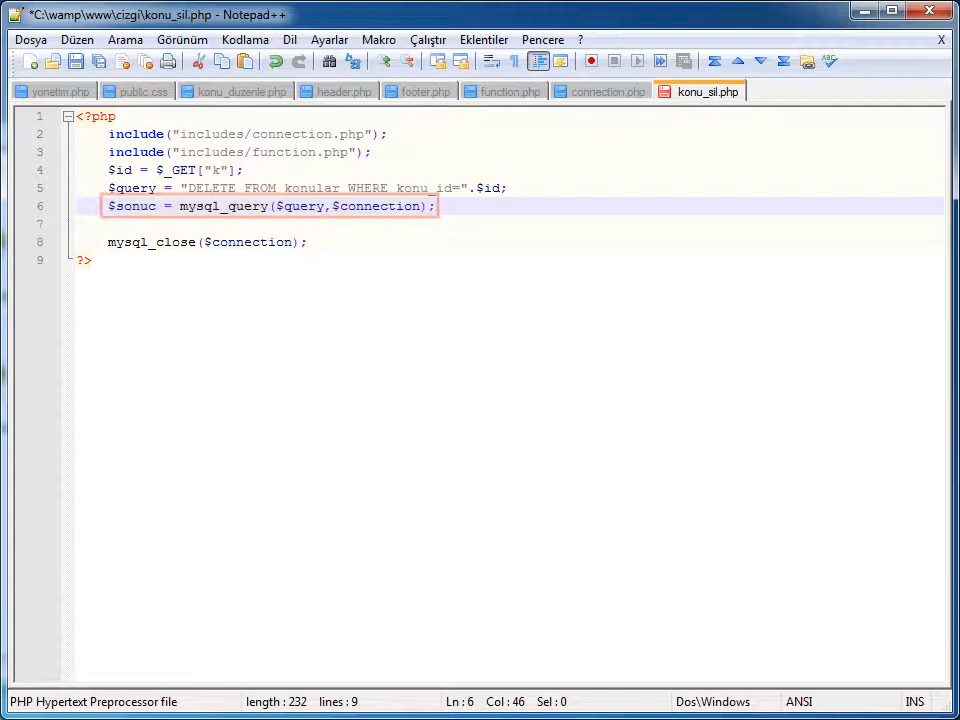 *C:\wamp\www\cizgi\konu_sil.php - Notepad++
Dosya Düzen Arama Görünüm Kodlama Dil Ayarlar Makro Çalıştır Eklentiler Pencere ? X
yonetim.php public.css konu_duzenle.php header.php footer.php function.php connection.php konu_sil.php
1 <?php
2 include("includes/connection.php");
3 include("includes/function.php");
4 $id = $_GET["k"];
5 $query = "DELETE FROM konular WHERE konu_id=".$id;
6 $sonuc = mysql_query($query,$connection);
7
8 mysql_close($connection);
9 ?>
PHP Hypertext Preprocessor file length : 232 lines : 9 Ln : 6 Col : 46 Sel : 0 Dos\Windows ANSI INS